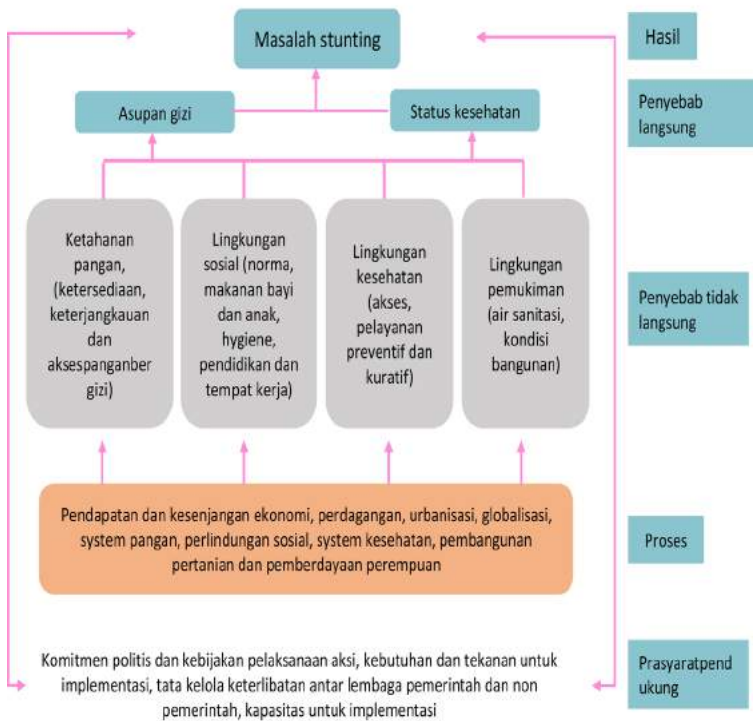 Masalah stunting
Hasil
Asupan gizi
Status kesehatan
Penyebab
langsung
Ketahanan
pangan,
(ketersediaan,
keterjangkauan
dan
aksespanganber
gizi)
Lingkungan
sosial (norma,
makanan bayi
dan anak,
hygiene,
pendidikan dan
tempat kerja)
Lingkungan
kesehatan
(akses,
pelayanan
preventif dan
kuratif)
Lingkungan
pemukiman
(air sanitasi,
kondisi
bangunan)
Penyebab tidak
langsung
Pendapatan dan kesenjangan ekonomi, perdagangan, urbanisasi, globalisasi,
system pangan, perlindungan sosial, system kesehatan, pembangunan
pertanian dan pemberdayaan perempuan
Proses
Komitmen politis dan kebijakan pelaksanaan aksi, kebutuhan dan tekanan untuk
implementasi, tata kelola keterlibatan antar lembaga pemerintah dan non
pemerintah, kapasitas untuk implementasi
Prasyaratpend
ukung